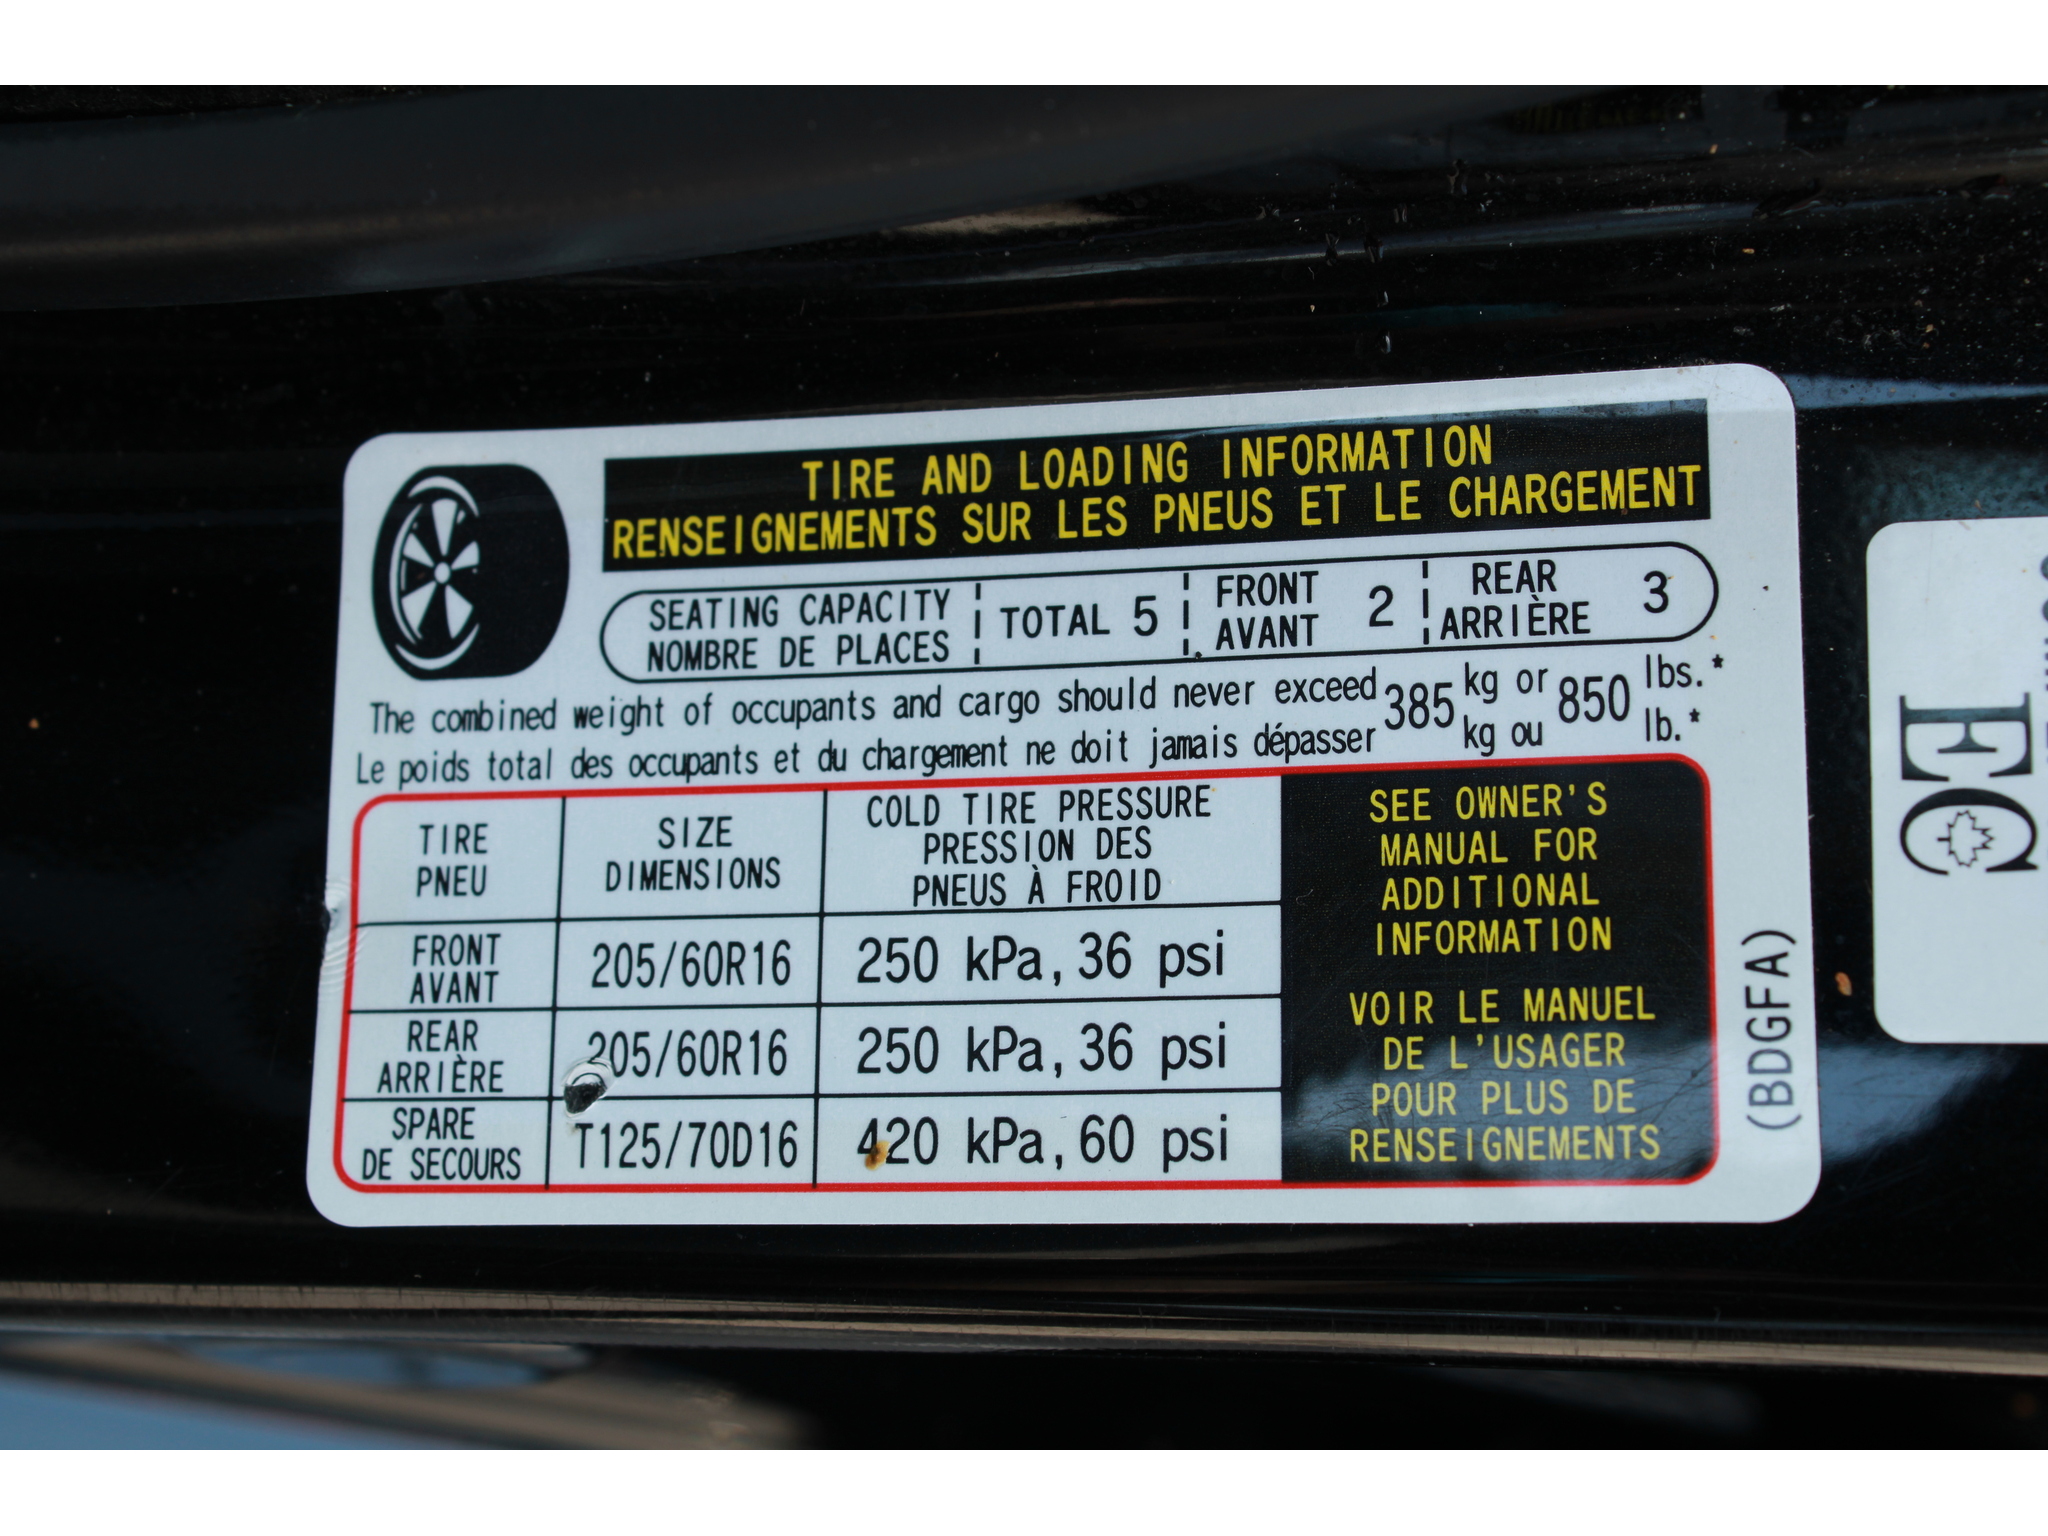 TIRE AND LOADING INFORMATION
RENSEIGNEMENTS SUR LES PNEUS ET LE CHARGEMENT
SEATING CAPACITY TOTAL 5 FRONT 2 REAR 3
NOMBRE DE PLACES AVANT ARRIÈRE
The combined weight of occupants and cargo should never exceed 385 kg or 850 lbs.*
Le poids total des occupants et du chargement ne doit jamais dépasser kg ou lb.*
TIRE
PNEU
SIZE
DIMENSIONS
COLD TIRE PRESSURE
PRESSION DES
PNEUS À FROID
FRONT
AVANT
205/60R16
250 kPa, 36 psi
REAR
ARRIÈRE
205/60R16
250 kPa, 36 psi
SPARE
DE SECOURS
T125/70D16
420 kPa, 60 psi
SEE OWNER'S
MANUAL FOR
ADDITIONAL
INFORMATION
VOIR LE MANUEL
DE L'USAGER
POUR PLUS DE
RENSEIGNEMENTS
(BDGFA)
EC